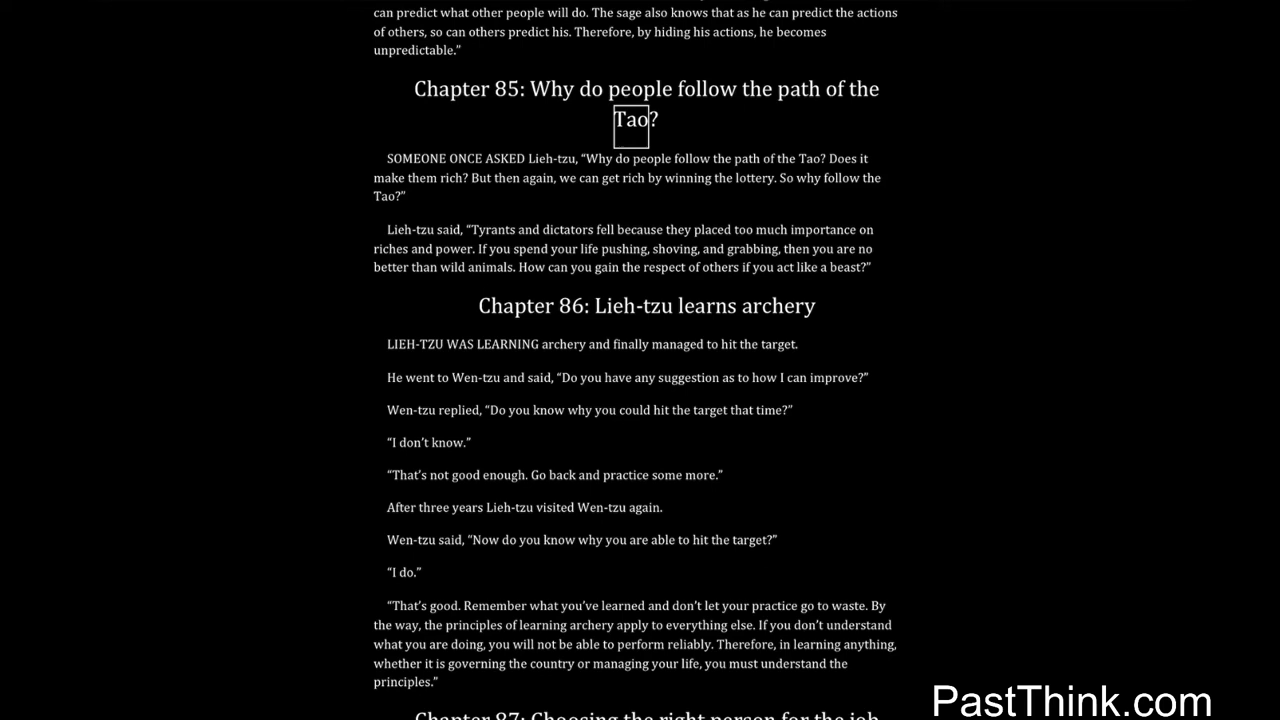 can predict what other people will do. The sage also knows that as he can predict the actions
of others, so can others predict his. Therefore, by hiding his actions, he becomes
unpredictable.”
Chapter 85: Why do people follow the path of the
Tao?
SOMEONE ONCE ASKED Lieh-tzu, “Why do people follow the path of the Tao? Does it
make them rich? But then again, we can get rich by winning the lottery. So why follow the
Tao?”
Lieh-tzu said, “Tyrants and dictators fell because they placed too much importance on
riches and power. If you spend your life pushing, shoving, and grabbing, then you are no
better than wild animals. How can you gain the respect of others if you act like a beast?”
Chapter 86: Lieh-tzu learns archery
LIEH-TZU WAS LEARNING archery and finally managed to hit the target.
He went to Wen-tzu and said, “Do you have any suggestion as to how I can improve?”
Wen-tzu replied, “Do you know why you could hit the target that time?”
“I don’t know.”
“That’s not good enough. Go back and practice some more.”
After three years Lieh-tzu visited Wen-tzu again.
Wen-tzu said, “Now do you know why you are able to hit the target?”
“I do.”
“That’s good. Remember what you’ve learned and don’t let your practice go to waste. By
the way, the principles of learning archery apply to everything else. If you don’t understand
what you are doing, you will not be able to perform reliably. Therefore, in learning anything,
whether it is governing the country or managing your life, you must understand the
principles.”
Chapter 87: Choosing the right person for the job
PastThink.com